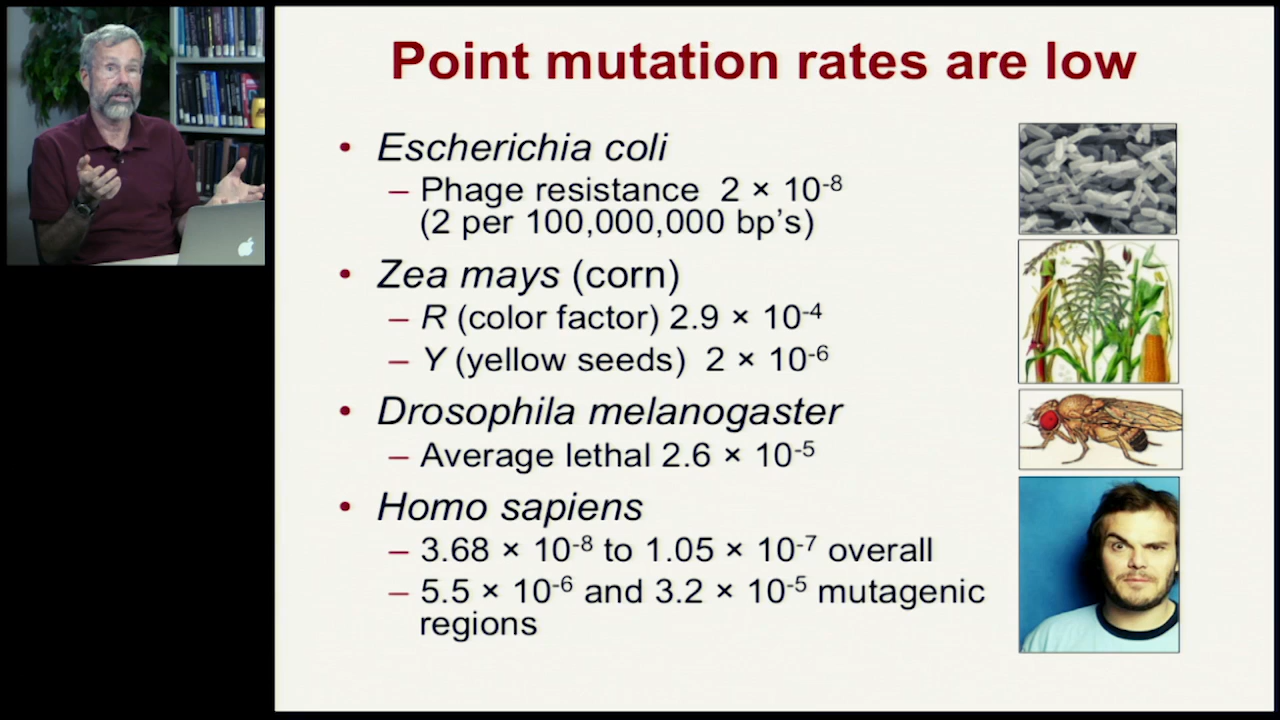 Point mutation rates are low
• Escherichia coli
– Phage resistance 2 × 10⁻⁸
(2 per 100,000,000 bp’s)
• Zea mays (corn)
– R (color factor) 2.9 × 10⁻⁴
– Y (yellow seeds) 2 × 10⁻⁶
• Drosophila melanogaster
– Average lethal 2.6 × 10⁻⁵
• Homo sapiens
– 3.68 × 10⁻⁸ to 1.05 × 10⁻⁷ overall
– 5.5 × 10⁻⁶ and 3.2 × 10⁻⁵ mutagenic
regions